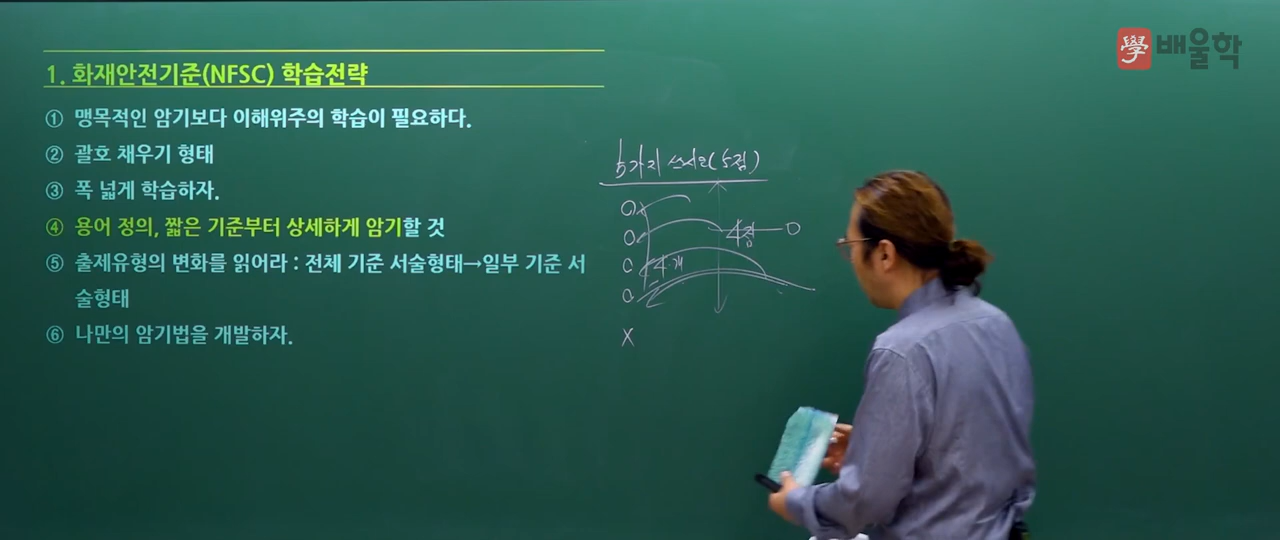 學 배울학
1. 화재안전기준(NFSC) 학습전략
① 맹목적인 암기보다 이해위주의 학습이 필요하다.
② 괄호 채우기 형태
③ 폭 넓게 학습하자.
④ 용어 정의, 짧은 기준부터 상세하게 암기할 것
⑤ 출제유형의 변화를 읽어라 : 전체 기준 서술형태→일부 기준 서
술형태
⑥ 나만의 암기법을 개발하자.
5가지 쓰시오(5점)
O
O
4점 O
O 4개
O
X